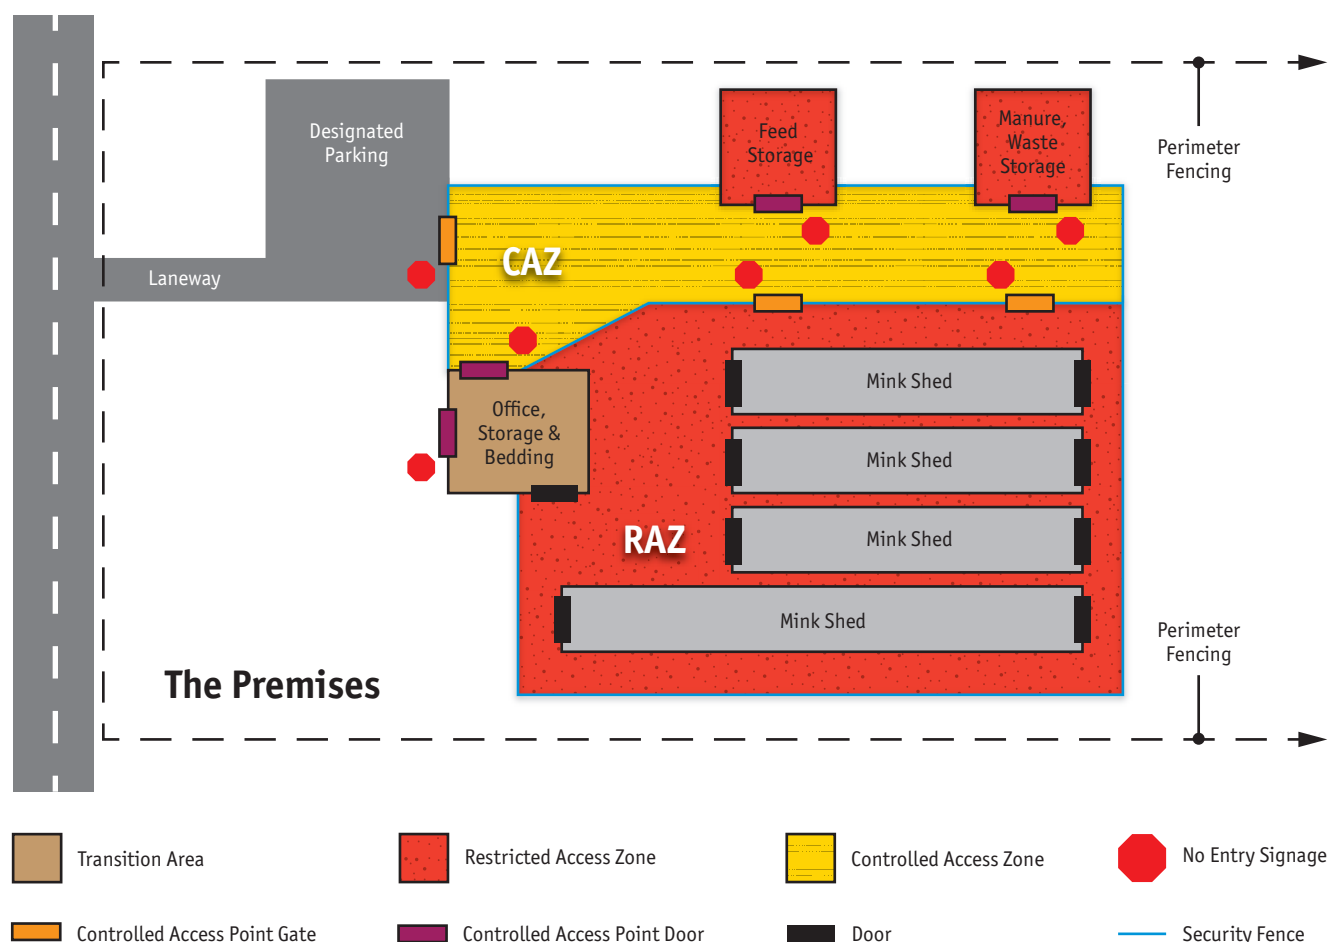 Designated
Parking
Feed
Storage
Manure,
Waste
Storage
Perimeter
Fencing
Laneway
CAZ
Mink Shed
Office,
Storage &
Bedding
Mink Shed
RAZ
Mink Shed
Mink Shed
Perimeter
Fencing
The Premises
Transition Area
Restricted Access Zone
Controlled Access Zone
No Entry Signage
Controlled Access Point Gate
Controlled Access Point Door
Door
Security Fence